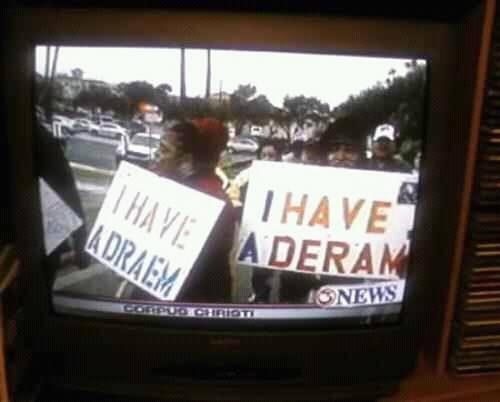 I HAVE
A DRAEM
I HAVE
A DERAM
3 NEWS
CORPUS CHRISTI